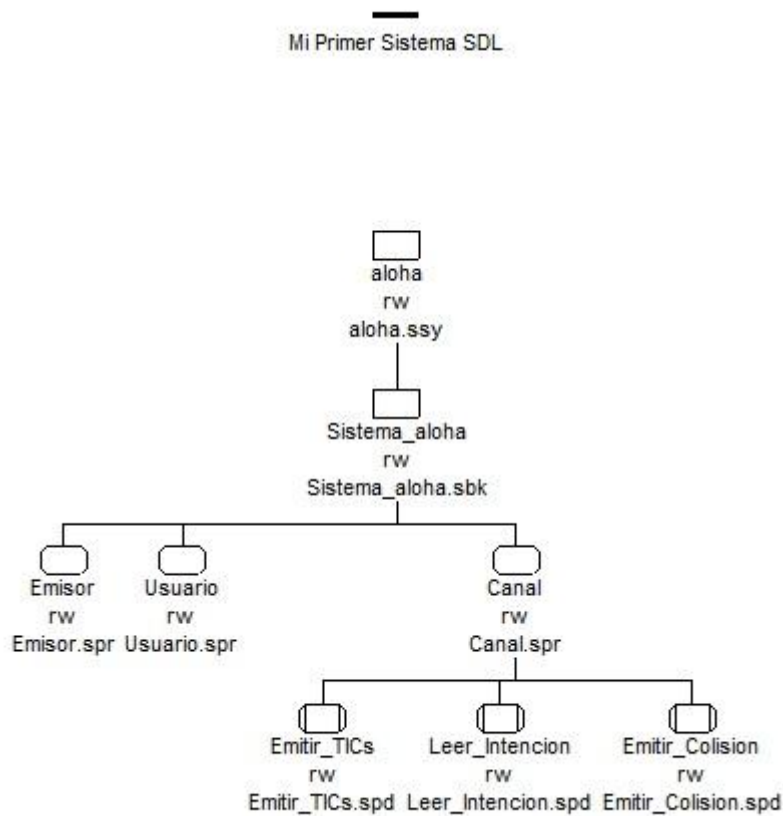 Mi Primer Sistema SDL
aloha
rw
aloha.ssy
Sistema_aloha
rw
Sistema_aloha.sbk
Emisor Usuario Canal
rw rw rw
Emisor.spr Usuario.spr Canal.spr
Emitir_TICs Leer_Intencion Emitir_Colision
rw rw rw
Emitir_TICs.spd Leer_Intencion.spd Emitir_Colision.spd